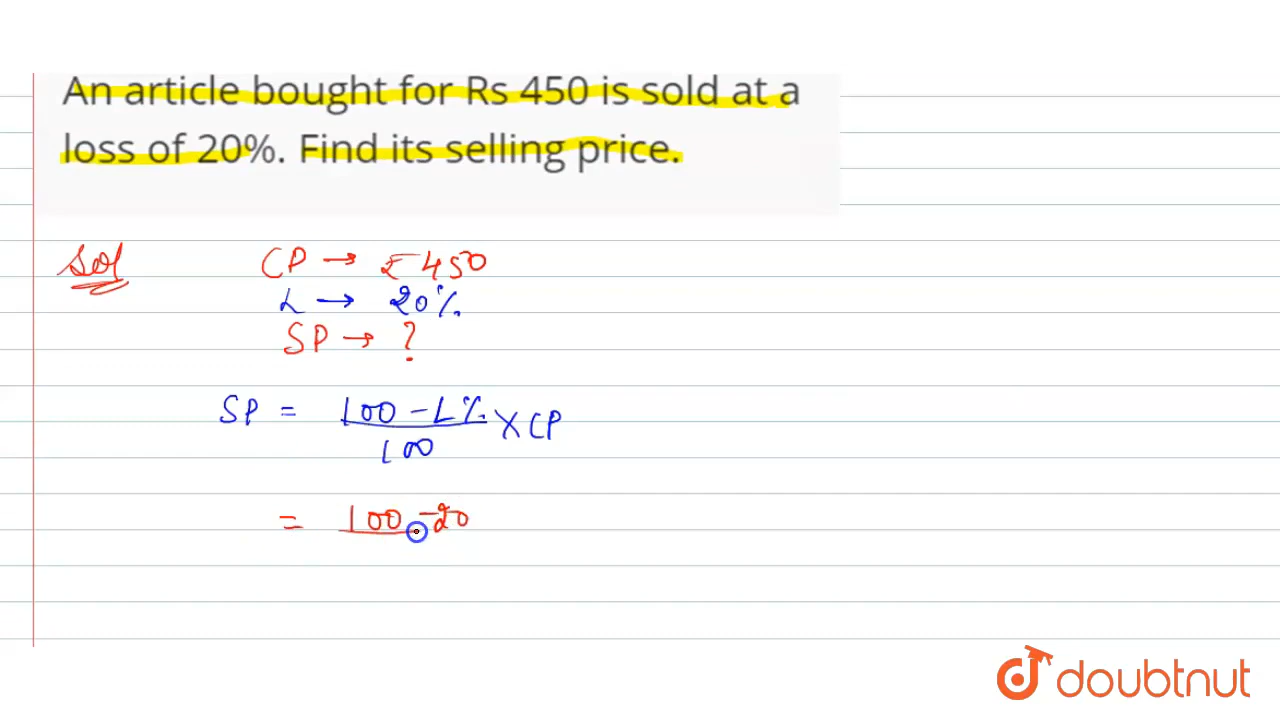 An article bought for Rs 450 is sold at a
loss of 20%. Find its selling price.
Sol
CP → ₹450
L → 20%
SP → ?
SP = 100 - L% / 100 × CP
= 100 - 20
doubtnut